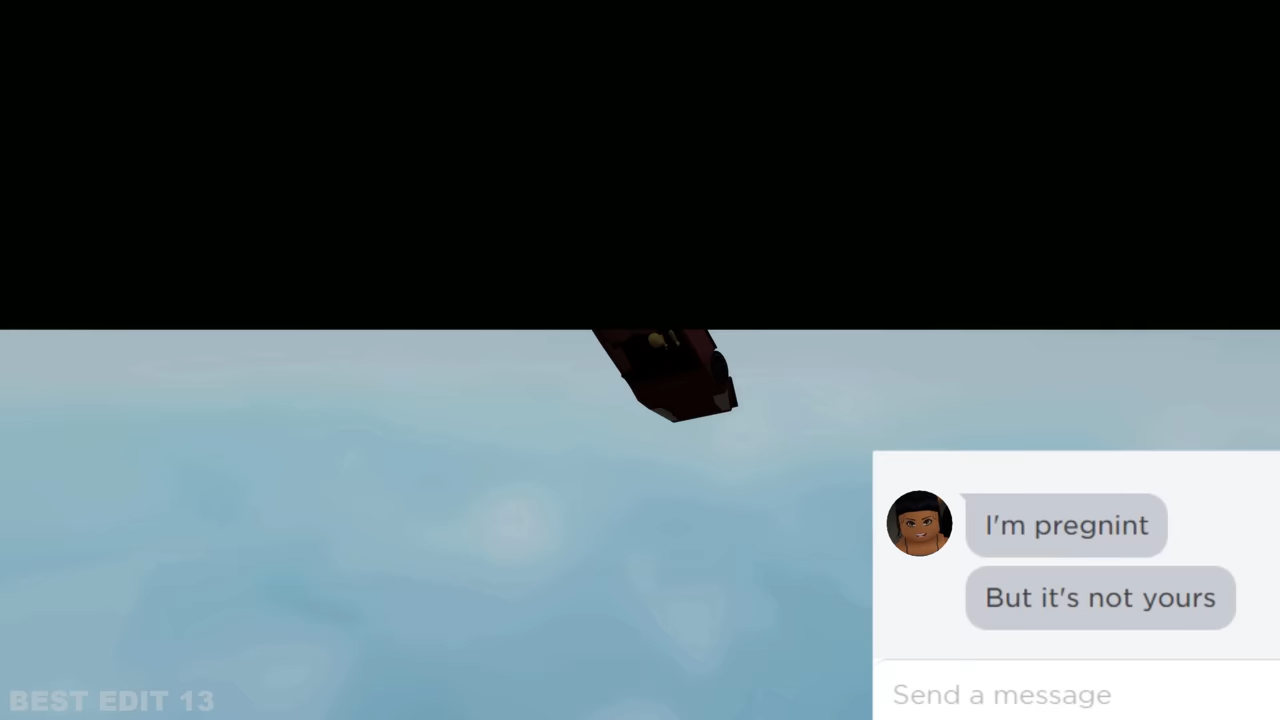 I'm pregnint
But it's not yours
Send a message
BEST EDIT 13